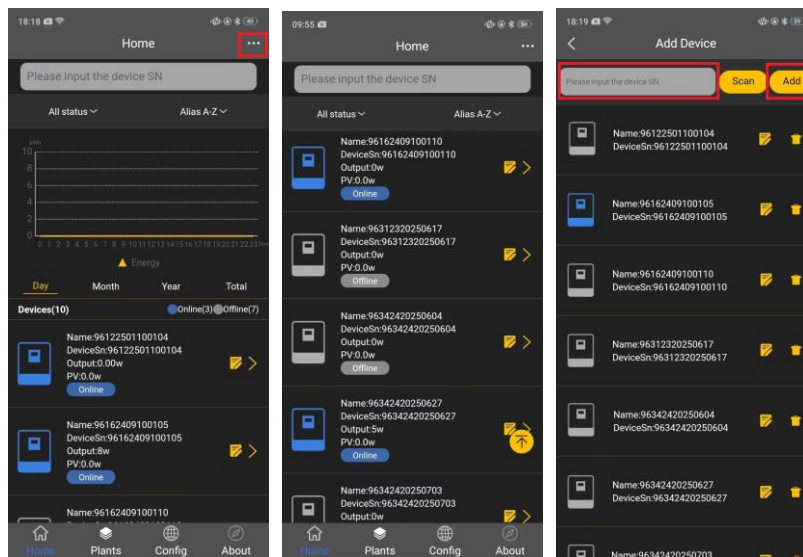 18:18 46
Home
Please input the device SN
All status Alias A-Z
kWh
10
8
6
4
2
0
0 1 2 3 4 5 6 7 8 9 10 11 12 13 14 15 16 17 18 19 20 21 22 23
Energy
Day Month Year Total
Devices(10) Online(3) Offline(7)
Name:96122501100104
DeviceSn:96122501100104
Output:0.00w
PV:0.0w
Online
Name:96162409100105
DeviceSn:96162409100105
Output:8w
PV:0.0w
Online
Name:96162409100110
Home Plants Config About
09:55 94
Home
Please input the device SN
All status Alias A-Z
Name:96162409100110
DeviceSn:96162409100110
Output:0w
PV:0.0w
Online
Name:96312320250617
DeviceSn:96312320250617
Output:0w
PV:0.0w
Offline
Name:96342420250604
DeviceSn:96342420250604
Output:0w
PV:0.0w
Offline
Name:96342420250627
DeviceSn:96342420250627
Output:5w
PV:0.0w
Online
Name:96342420250703
DeviceSn:96342420250703
Output:0w
Home Plants Config About
18:19
Add Device
Please input the device SN Scan Add
Name:96122501100104
DeviceSn:96122501100104
Name:96162409100105
DeviceSn:96162409100105
Name:96162409100110
DeviceSn:96162409100110
Name:96312320250617
DeviceSn:96312320250617
Name:96342420250604
DeviceSn:96342420250604
Name:96342420250627
DeviceSn:96342420250627
Name:96342420250703